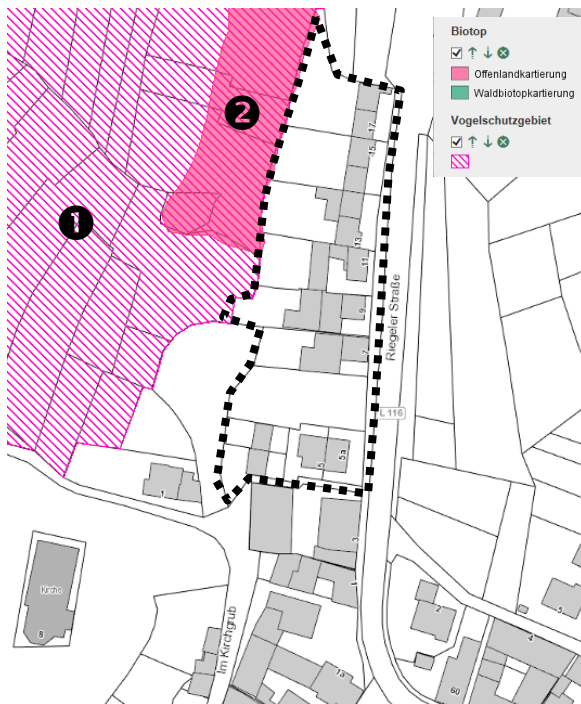 Biotop
Offenlandkartierung
Waldbiotopkartierung
Vogelschutzgebiet
2
1
17
15
13
11
9
7
Riegeler Straße
L 116
5
5a
1
3
1
Kirche
8
Im Kirchgrub
2
4
5
1a
60